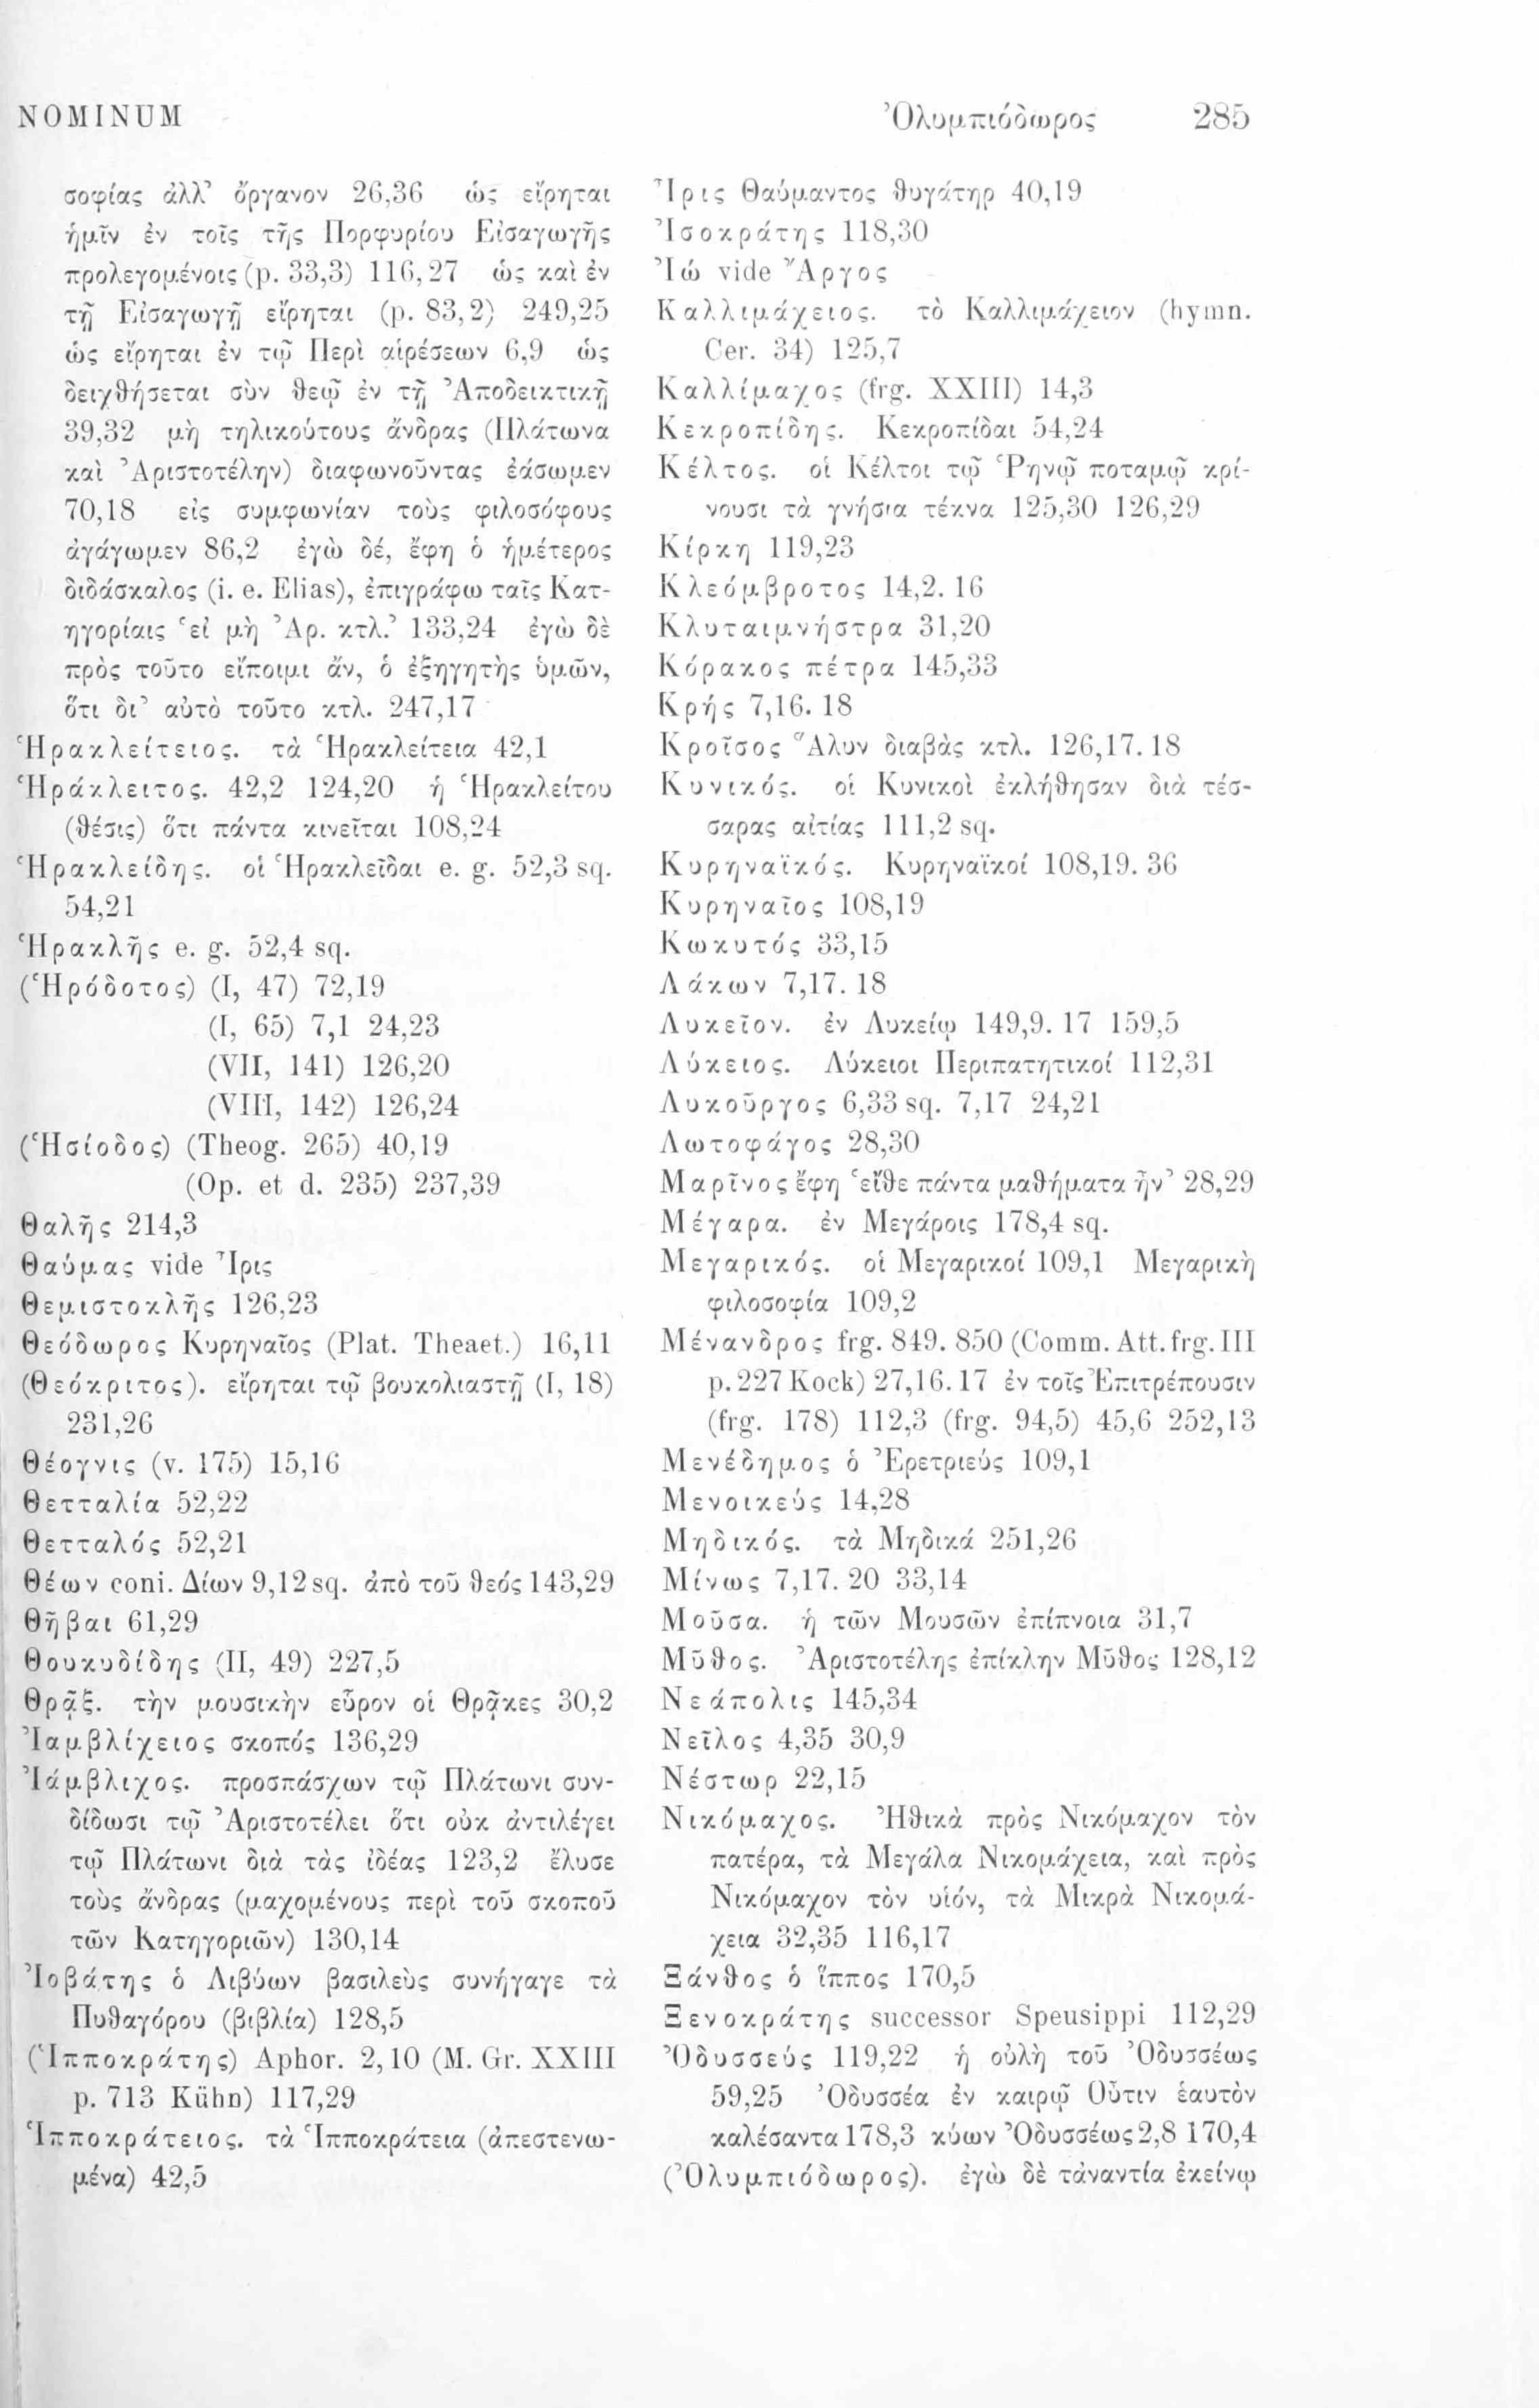 NOMINUM
Ὀλυμπιόδωρος 285
σοφίας ἀλλ’ ὄργανον 26,36 ὡς εἴρηται
ἡμῖν ἐν τοῖς τῆς Πορφυρίου Εἰσαγωγῆς
προλεγομένοις (p. 33,3) 116,27 ὡς καὶ ἐν
τῇ Εἰσαγωγῇ εἴρηται (p. 83,2) 249,25
ὡς εἴρηται ἐν τῷ Περὶ αἱρέσεων 6,9 ὡς
δειχθήσεται σὺν θεῷ ἐν τῇ Ἀποδεικτικῇ
39,32 μὴ τηλικούτους ἄνδρας (Πλάτωνα
καὶ Ἀριστοτέλην) διαφωνοῦντας ἐάσωμεν
70,18 εἰς συμφωνίαν τοὺς φιλοσόφους
ἀγάγωμεν 86,2 ἐγὼ δέ, ἔφη ὁ ἡμέτερος
διδάσκαλος (i. e. Elias), ἐπιγράφω ταῖς Κατ-
ηγορίαις ‘εἰ μὴ Ἀρ. κτλ.’ 133,24 ἐγὼ δὲ
πρὸς τοῦτο εἴποιμι ἄν, ὁ ἐξηγητὴς ὑμῶν,
ὅτι δι’ αὐτὸ τοῦτο κτλ. 247,17
Ἡρακλείτειος. τὰ Ἡρακλείτεια 42,1
Ἡράκλειτος. 42,2 124,20 ἡ Ἡρακλείτου
(θέσις) ὅτι πάντα κινεῖται 108,24
Ἡρακλείδης. οἱ Ἡρακλεῖδαι e. g. 52,3 sq.
54,21
Ἡρακλῆς e. g. 52,4 sq.
(Ἡρόδοτος) (I, 47) 72,19
(I, 65) 7,1 24,23
(VII, 141) 126,20
(VIII, 142) 126,24
(Ἡσίοδος) (Theog. 265) 40,19
(Op. et d. 235) 237,39
Θαλῆς 214,3
Θαύμας vide Ἶρις
Θεμιστοκλῆς 126,23
Θεόδωρος Κυρηναῖος (Plat. Theaet.) 16,11
(Θεόκριτος). εἴρηται τῷ βουκολιαστῇ (I, 18)
231,26
Θέογνις (v. 175) 15,16
Θετταλία 52,22
Θετταλός 52,21
Θέων coni. Δίων 9,12 sq. ἀπὸ τοῦ θεός 143,29
Θῆβαι 61,29
Θουκυδίδης (II, 49) 227,5
Θρᾷξ. τὴν μουσικὴν εὗρον οἱ Θρᾷκες 30,2
Ἰαμβλίχειος σκοπός 136,29
Ἰάμβλιχος. προσπάσχων τῷ Πλάτωνι συν-
δίδωσι τῷ Ἀριστοτέλει ὅτι οὐκ ἀντιλέγει
τῷ Πλάτωνι διὰ τὰς ἰδέας 123,2 ἔλυσε
τοὺς ἄνδρας (μαχομένους περὶ τοῦ σκοποῦ
τῶν Κατηγοριῶν) 130,14
Ἰοβάτης ὁ Λιβύων βασιλεὺς συνήγαγε τὰ
Πυθαγόρου (βιβλία) 128,5
(Ἱπποκράτης) Aphor. 2,10 (M. Gr. XXIII
p. 713 Kühn) 117,29
Ἱπποκράτειος. τὰ Ἱπποκράτεια (ἀπεστενω-
μένα) 42,5
Ἶρις Θαύμαντος θυγάτηρ 40,19
Ἰσοκράτης 118,30
Ἰώ vide Ἄργος
Καλλιμάχειος. τὸ Καλλιμάχειον (hymn.
Cer. 34) 125,7
Καλλίμαχος (frg. XXIII) 14,3
Κεκροπίδης. Κεκροπίδαι 54,24
Κέλτος. οἱ Κέλτοι τῷ Ῥηνῷ ποταμῷ κρί-
νουσι τὰ γνήσια τέκνα 125,30 126,29
Κίρκη 119,23
Κλεόμβροτος 14,2. 16
Κλυταιμνήστρα 31,20
Κόρακος πέτρα 145,33
Κρής 7,16. 18
Κροῖσος Ἅλυν διαβὰς κτλ. 126,17. 18
Κυνικός. οἱ Κυνικοὶ ἐκλήθησαν διὰ τέσ-
σαρας αἰτίας 111,2 sq.
Κυρηναϊκός. Κυρηναϊκοί 108,19. 36
Κυρηναῖος 108,19
Κωκυτός 33,15
Λάκων 7,17. 18
Λυκεῖον. ἐν Λυκείῳ 149,9. 17 159,5
Λύκειος. Λύκειοι Περιπατητικοί 112,31
Λυκοῦργος 6,33 sq. 7,17 24,21
Λωτοφάγος 28,30
Μαρῖνος ἔφη ‘εἴθε πάντα μαθήματα ἦν’ 28,29
Μέγαρα. ἐν Μεγάροις 178,4 sq.
Μεγαρικός. οἱ Μεγαρικοί 109,1 Μεγαρικὴ
φιλοσοφία 109,2
Μένανδρος frg. 849. 850 (Comm. Att. frg. III
p. 227 Kock) 27,16. 17 ἐν τοῖς Ἐπιτρέπουσιν
(frg. 178) 112,3 (frg. 94,5) 45,6 252,13
Μενέδημος ὁ Ἐρετριεύς 109,1
Μενοικεύς 14,28
Μηδικός. τὰ Μηδικά 251,26
Μίνως 7,17. 20 33,14
Μοῦσα. ἡ τῶν Μουσῶν ἐπίπνοια 31,7
Μῦθος. Ἀριστοτέλης ἐπίκλην Μῦθος 128,12
Νεάπολις 145,34
Νεῖλος 4,35 30,9
Νέστωρ 22,15
Νικόμαχος. Ἠθικὰ πρὸς Νικόμαχον τὸν
πατέρα, τὰ Μεγάλα Νικομάχεια, καὶ πρὸς
Νικόμαχον τὸν υἱόν, τὰ Μικρὰ Νικομά-
χεια 32,35 116,17
Ξάνθος ὁ ἵππος 170,5
Ξενοκράτης successor Speusippi 112,29
Ὀδυσσεύς 119,22 ἡ οὐλὴ τοῦ Ὀδυσσέως
59,25 Ὀδυσσέα ἐν καιρῷ Οὖτιν ἑαυτὸν
καλέσαντα 178,3 κύων Ὀδυσσέως 2,8 170,4
(Ὀλυμπιόδωρος). ἐγὼ δὲ τἀναντία ἐκείνῳ